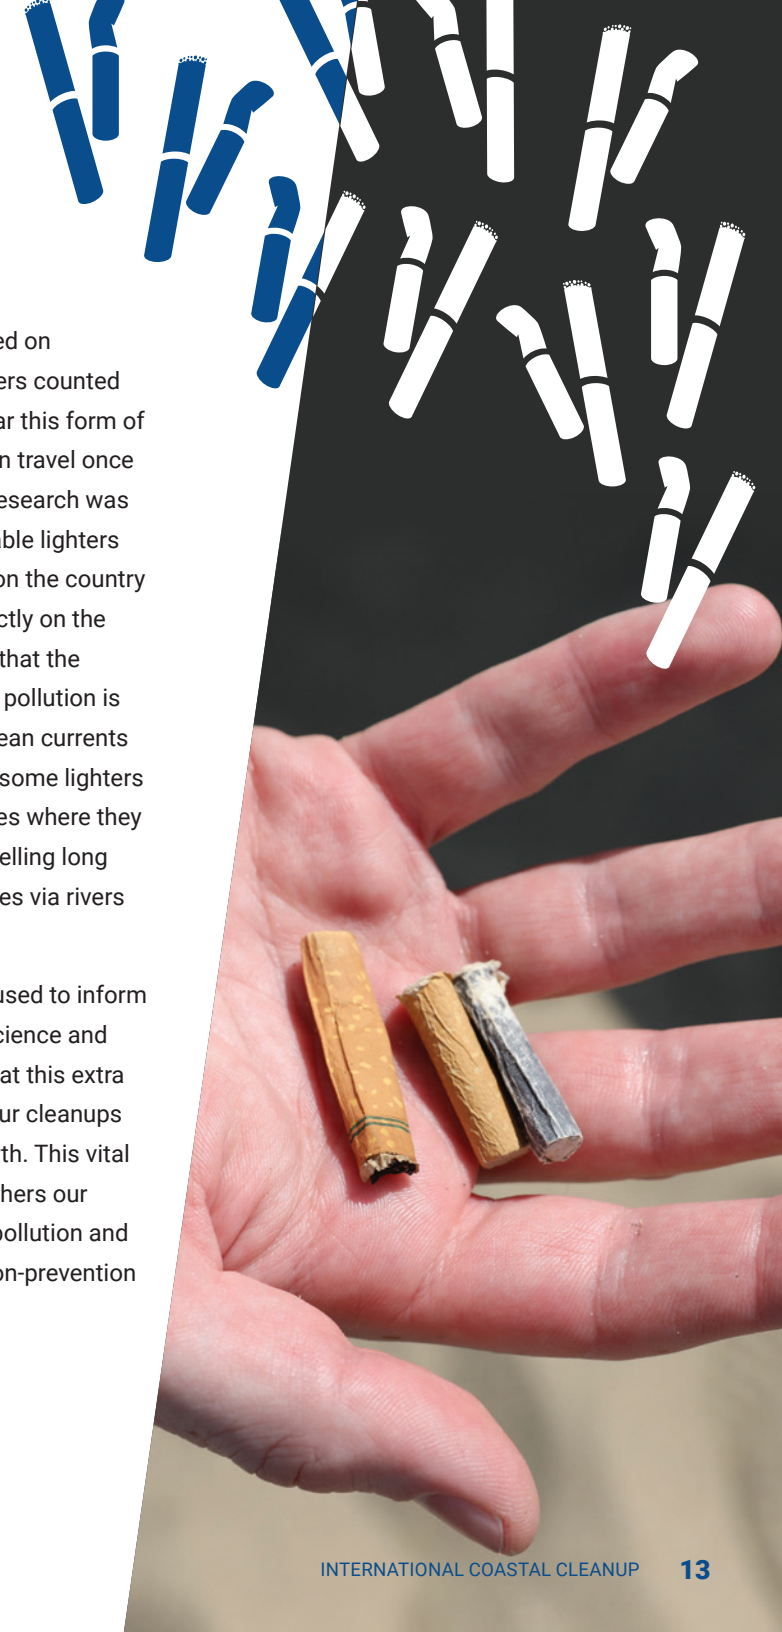 ed on
ers counted
ar this form of
n travel once
esearch was
able lighters
on the country
ctly on the
that the
pollution is
ean currents
some lighters
es where they
elling long
es via rivers
used to inform
cience and
at this extra
ur cleanups
th. This vital
hers our
pollution and
on-prevention
INTERNATIONAL COASTAL CLEANUP 13